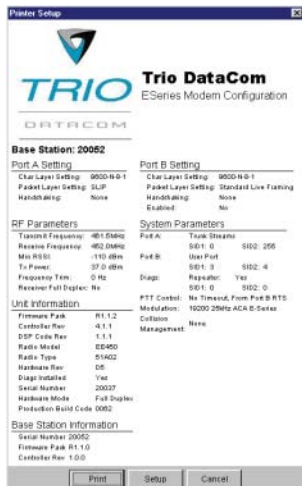 Printer Setup
TRIO
DATACOM
Trio DataCom
ESeries Modem Configuration
Base Station: 20052
Port A Setting
Char Layer Setting: 9600-N-8-1
Packet Layer Setting: SLIP
Handshaking: None
Port B Setting
Char Layer Setting: 9600-N-8-1
Packet Layer Setting: Standard Live Framing
Handshaking: None
Enabled: No
RF Parameters
Transmit Frequency: 461.5MHz
Receive Frequency: 452.0MHz
Min RSSI: -110 dBm
Tx Power: 37.0 dBm
Frequency Trim: 0 Hz
Receiver Full Duplex: No
System Parameters
Port A: Trunk Streams
SID1: 0 SID2: 255
Port B: User Port
SID1: 3 SID2: 4
Diags: Repeater: Yes
SID1: 0 SID2: 0
PTT Control: No Timeout, From Port B RTS
Modulation: 19200 25kHz ACA E-Series
Collision
Management: None
Unit Information
Firmware Pack R1.1.2
Controller Rev 4.1.1
DSP Code Rev 1.1.1
Radio Model EE450
Radio Type 51A02
Hardware Rev D5
Diags Installed Yes
Serial Number 20037
Hardware Mode Full Duplex
Production Build Code 0062
Base Station Information
Serial Number 20052
Firmware Pack R1.1.0
Controller Rev 1.0.0
Print Setup Cancel